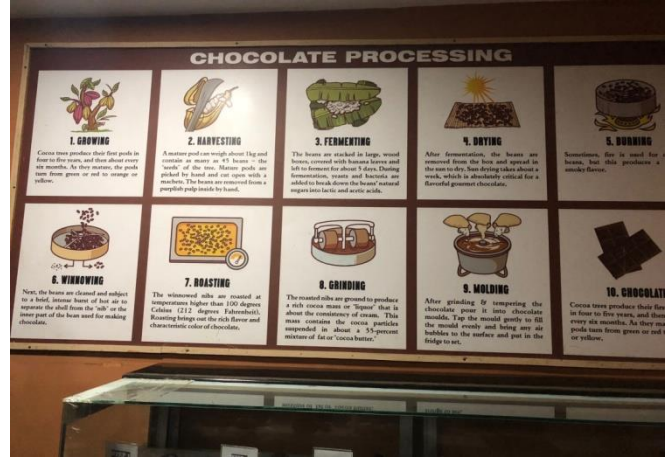 CHOCOLATE PROCESSING
1. GROWING
Cocoa trees produce their first pods in
four to five years, and then about every
six months. As they mature, the pods
turn from green or red to orange or
yellow.
2. HARVESTING
A mature pod can weigh about 1kg and
contain as many as 45 beans – the
'seeds' of the tree. Mature pods are
picked by hand and cut open with a
machete. The beans are removed from a
purplish pulp inside by hand.
3. FERMENTING
The beans are stacked in large, wood
boxes, covered with banana leaves and
left to ferment for about 5 days. During
fermentation, yeasts and bacteria are
added to break down the beans' natural
sugars into lactic and acetic acids.
4. DRYING
After fermentation, the beans are
removed from the box and spread in
the sun to dry. Sun drying takes about a
week, which is absolutely critical for a
flavorful gourmet chocolate.
5. BURNING
Sometimes, fire is used for
beans, but this produces a
smoky flavor.
6. WINNOWING
Next, the beans are cleaned and subject
to a brief, intense burst of hot air to
separate the shell from the 'nib' or the
inner part of the bean used for making
chocolate.
7. ROASTING
The winnowed nibs are roasted at
temperatures higher than 100 degrees
Celsius (212 degrees Fahrenheit).
Roasting brings out the rich flavor and
characteristic color of chocolate.
8. GRINDING
The roasted nibs are ground to produce
a rich cocoa mass or "liquor" that is
about the consistency of cream. This
mass contains the cocoa particles
suspended in about a 55-percent
mixture of fat or 'cocoa butter.'
9. MOLDING
After grinding & tempering the
chocolate pour it into chocolate
moulds. Tap the mould gently to fill
the mould evenly and bring any air
bubbles to the surface and put in the
fridge to set.
10. CHOCOLAT
Cocoa trees produce their
in four to five years, and then
every six months. As they
pods turn from green or red
or yellow.